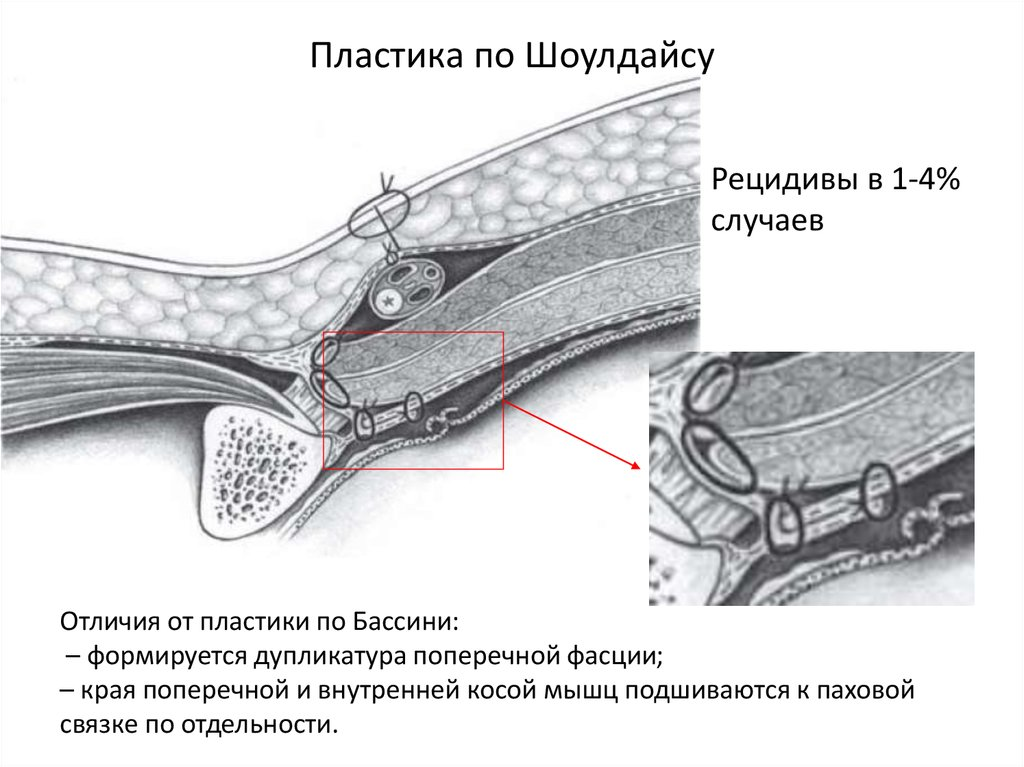 Пластика по Шоулдайсу
Рецидивы в 1-4%
случаев
Отличия от пластики по Бассини:
– формируется дупликатура поперечной фасции;
– края поперечной и внутренней косой мышц подшиваются к паховой
связке по отдельности.